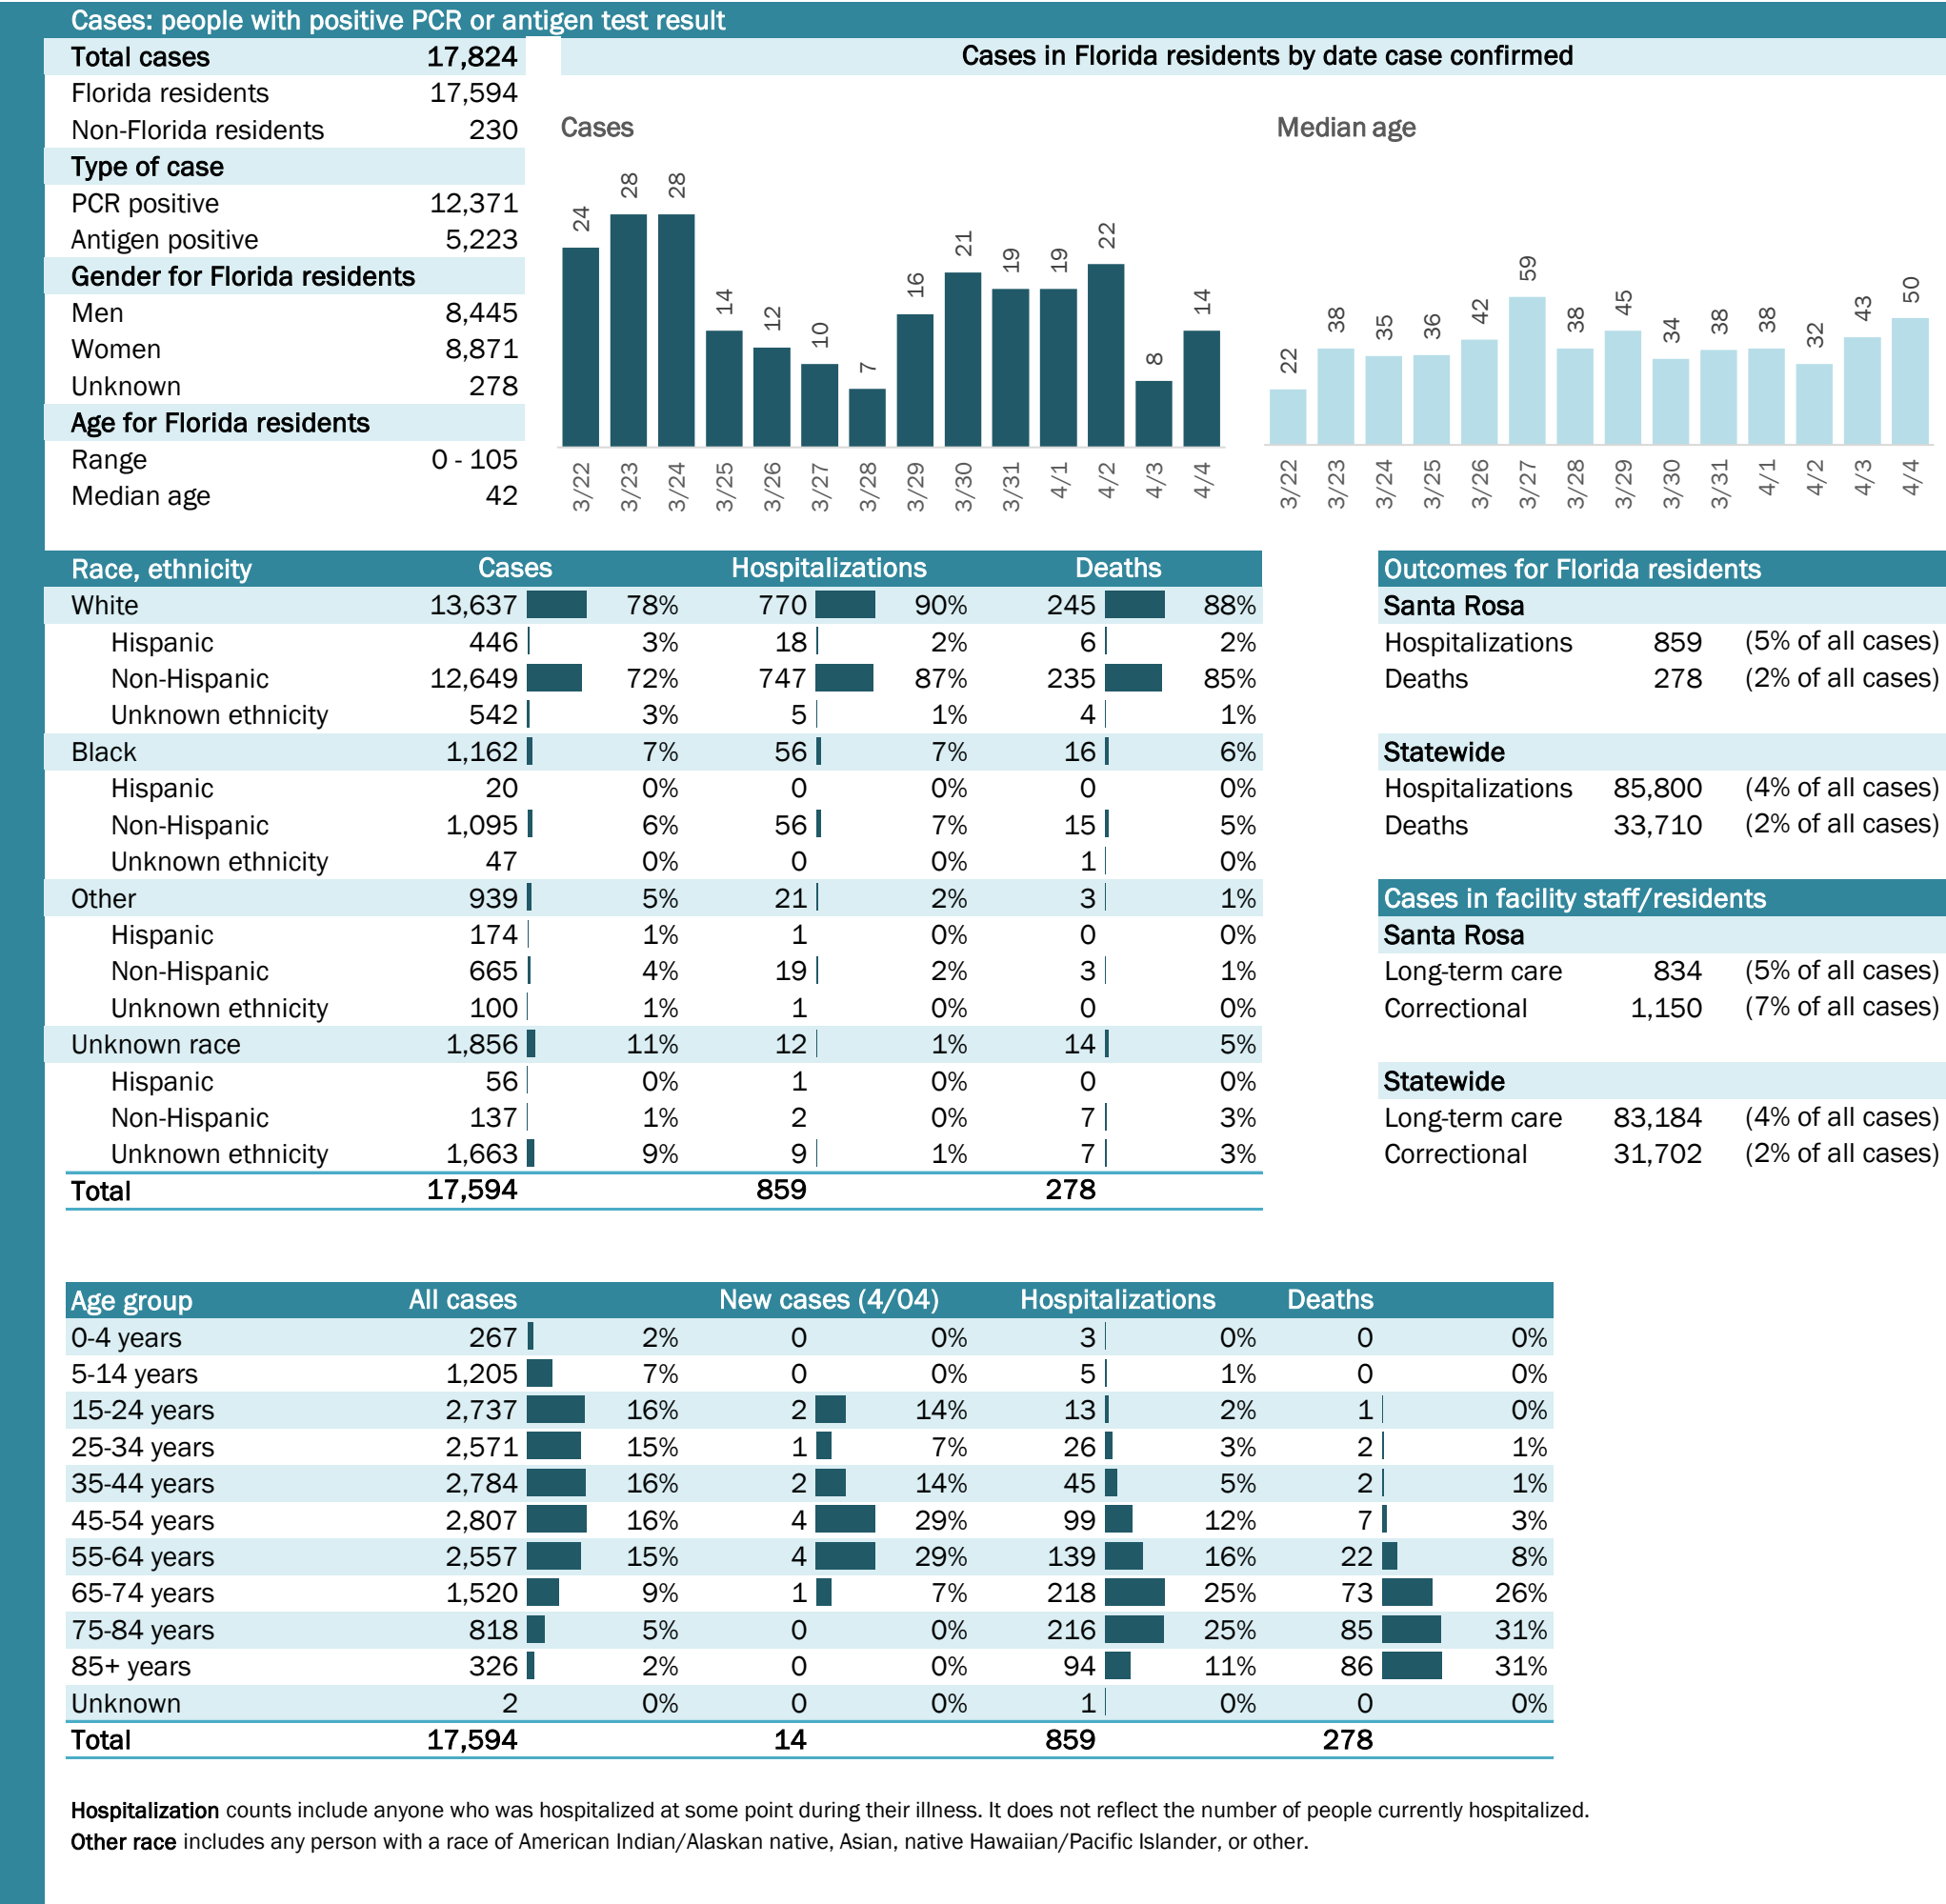 Cases: people with positive PCR or antigen test result
Total cases 17,824
Florida residents 17,594
Non-Florida residents 230
Type of case
PCR positive 12,371
Antigen positive 5,223
Gender for Florida residents
Men 8,445
Women 8,871
Unknown 278
Age for Florida residents
Range 0 - 105
Median age 42
Cases in Florida residents by date case confirmed
Cases
24 28 28 14 12 10 7 16 21 19 19 22 8 14
3/22 3/23 3/24 3/25 3/26 3/27 3/28 3/29 3/30 3/31 4/1 4/2 4/3 4/4
Median age
22 38 35 36 42 59 38 45 34 38 38 32 43 50
3/22 3/23 3/24 3/25 3/26 3/27 3/28 3/29 3/30 3/31 4/1 4/2 4/3 4/4
Race, ethnicity Cases Hospitalizations Deaths
White 13,637 78% 770 90% 245 88%
Hispanic 446 3% 18 2% 6 2%
Non-Hispanic 12,649 72% 747 87% 235 85%
Unknown ethnicity 542 3% 5 1% 4 1%
Black 1,162 7% 56 7% 16 6%
Hispanic 20 0% 0 0% 0 0%
Non-Hispanic 1,095 6% 56 7% 15 5%
Unknown ethnicity 47 0% 0 0% 1 0%
Other 939 5% 21 2% 3 1%
Hispanic 174 1% 1 0% 0 0%
Non-Hispanic 665 4% 19 2% 3 1%
Unknown ethnicity 100 1% 1 0% 0 0%
Unknown race 1,856 11% 12 1% 14 5%
Hispanic 56 0% 1 0% 0 0%
Non-Hispanic 137 1% 2 0% 7 3%
Unknown ethnicity 1,663 9% 9 1% 7 3%
Total 17,594 859 278
Outcomes for Florida residents
Santa Rosa
Hospitalizations 859 (5% of all cases)
Deaths 278 (2% of all cases)
Statewide
Hospitalizations 85,800 (4% of all cases)
Deaths 33,710 (2% of all cases)
Cases in facility staff/residents
Santa Rosa
Long-term care 834 (5% of all cases)
Correctional 1,150 (7% of all cases)
Statewide
Long-term care 83,184 (4% of all cases)
Correctional 31,702 (2% of all cases)
Age group All cases New cases (4/04) Hospitalizations Deaths
0-4 years 267 2% 0 0% 3 0% 0 0%
5-14 years 1,205 7% 0 0% 5 1% 0 0%
15-24 years 2,737 16% 2 14% 13 2% 1 0%
25-34 years 2,571 15% 1 7% 26 3% 2 1%
35-44 years 2,784 16% 2 14% 45 5% 2 1%
45-54 years 2,807 16% 4 29% 99 12% 7 3%
55-64 years 2,557 15% 4 29% 139 16% 22 8%
65-74 years 1,520 9% 1 7% 218 25% 73 26%
75-84 years 818 5% 0 0% 216 25% 85 31%
85+ years 326 2% 0 0% 94 11% 86 31%
Unknown 2 0% 0 0% 1 0% 0 0%
Total 17,594 14 859 278
Hospitalization counts include anyone who was hospitalized at some point during their illness. It does not reflect the number of people currently hospitalized.
Other race includes any person with a race of American Indian/Alaskan native, Asian, native Hawaiian/Pacific Islander, or other.